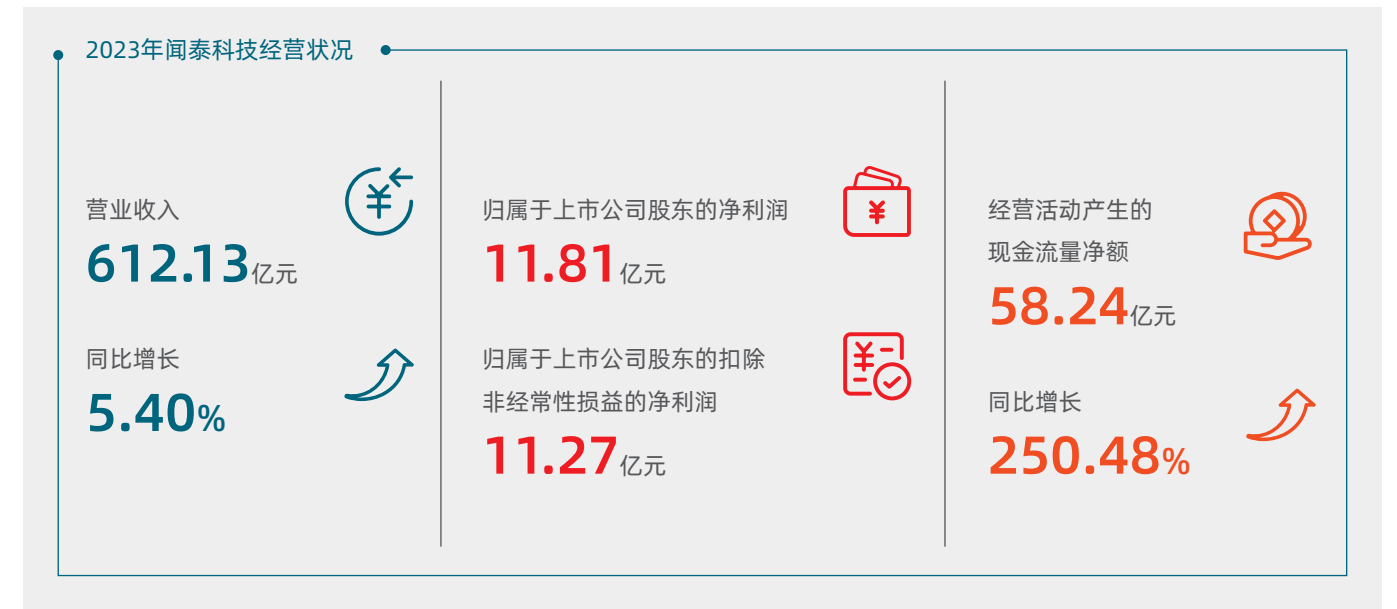 2023年闻泰科技经营状况
营业收入
612.13亿元
同比增长
5.40%
归属于上市公司股东的净利润
11.81亿元
归属于上市公司股东的扣除
非经常性损益的净利润
11.27亿元
经营活动产生的
现金流量净额
58.24亿元
同比增长
250.48%